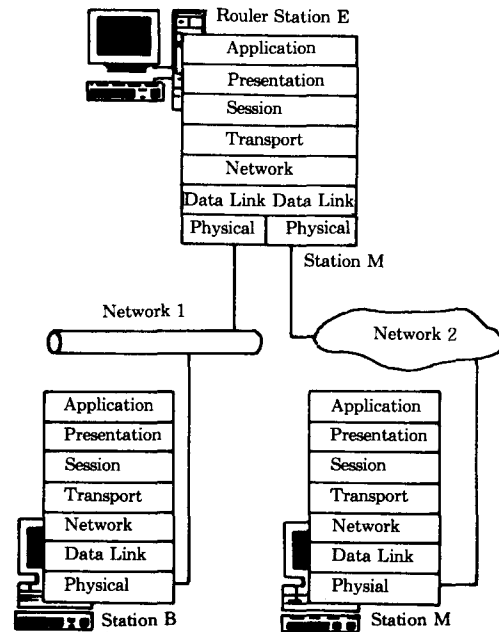 Rouler Station E
Application
Presentation
Session
Transport
Network
Data Link Data Link
Physical Physical
Station M
Network 1
Network 2
Application
Presentation
Session
Transport
Network
Data Link
Physical
Station B
Application
Presentation
Session
Transport
Network
Data Link
Physial
Station M